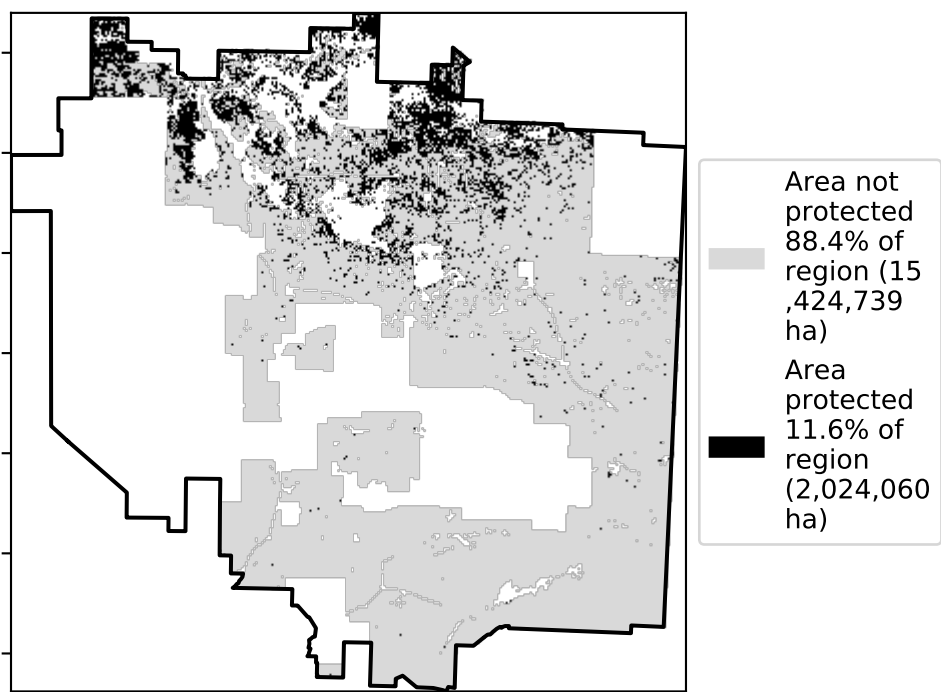 Area not
protected
88.4% of
region (15
,424,739
ha)
Area
protected
11.6% of
region
(2,024,060
ha)